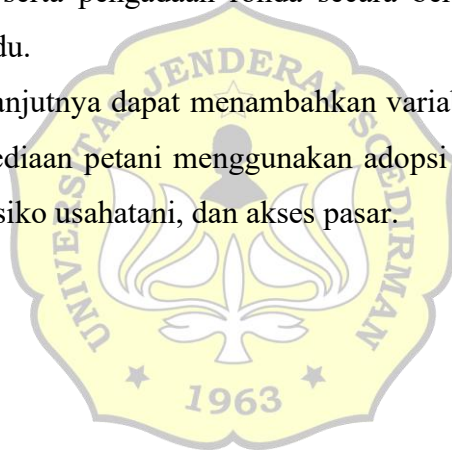 serta pengadaan fonda secara ber
du.
anjutnya dapat menambahkan varial
ediaan petani menggunakan adopsi
siko usahatani, dan akses pasar.
UNIVERSITAS JENDERAL SOEDIRMAN
1963